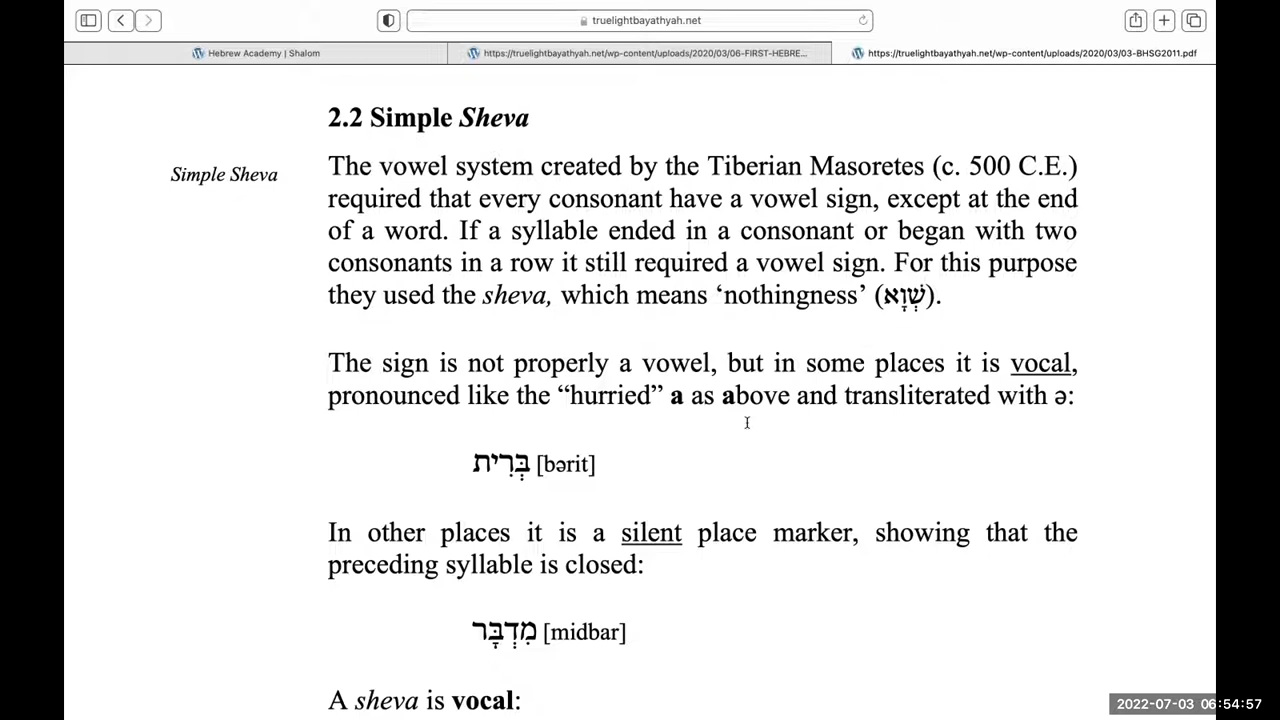 truelightbayathyah.net
Hebrew Academy | Shalom
https://truelightbayathyah.net/wp-content/uploads/2020/03/06-FIRST-HEBRE...
https://truelightbayathyah.net/wp-content/uploads/2020/03/03-BHSG2011.pdf
2.2 Simple Sheva
Simple Sheva
The vowel system created by the Tiberian Masoretes (c. 500 C.E.)
required that every consonant have a vowel sign, except at the end
of a word. If a syllable ended in a consonant or began with two
consonants in a row it still required a vowel sign. For this purpose
they used the sheva, which means ‘nothingness’ (שְׁוָא).
The sign is not properly a vowel, but in some places it is vocal,
pronounced like the “hurried” a as above and transliterated with ə:
בְּרִית [bərit]
In other places it is a silent place marker, showing that the
preceding syllable is closed:
מִדְבָּר [midbar]
A sheva is vocal:
2022-07-03 06:54:57